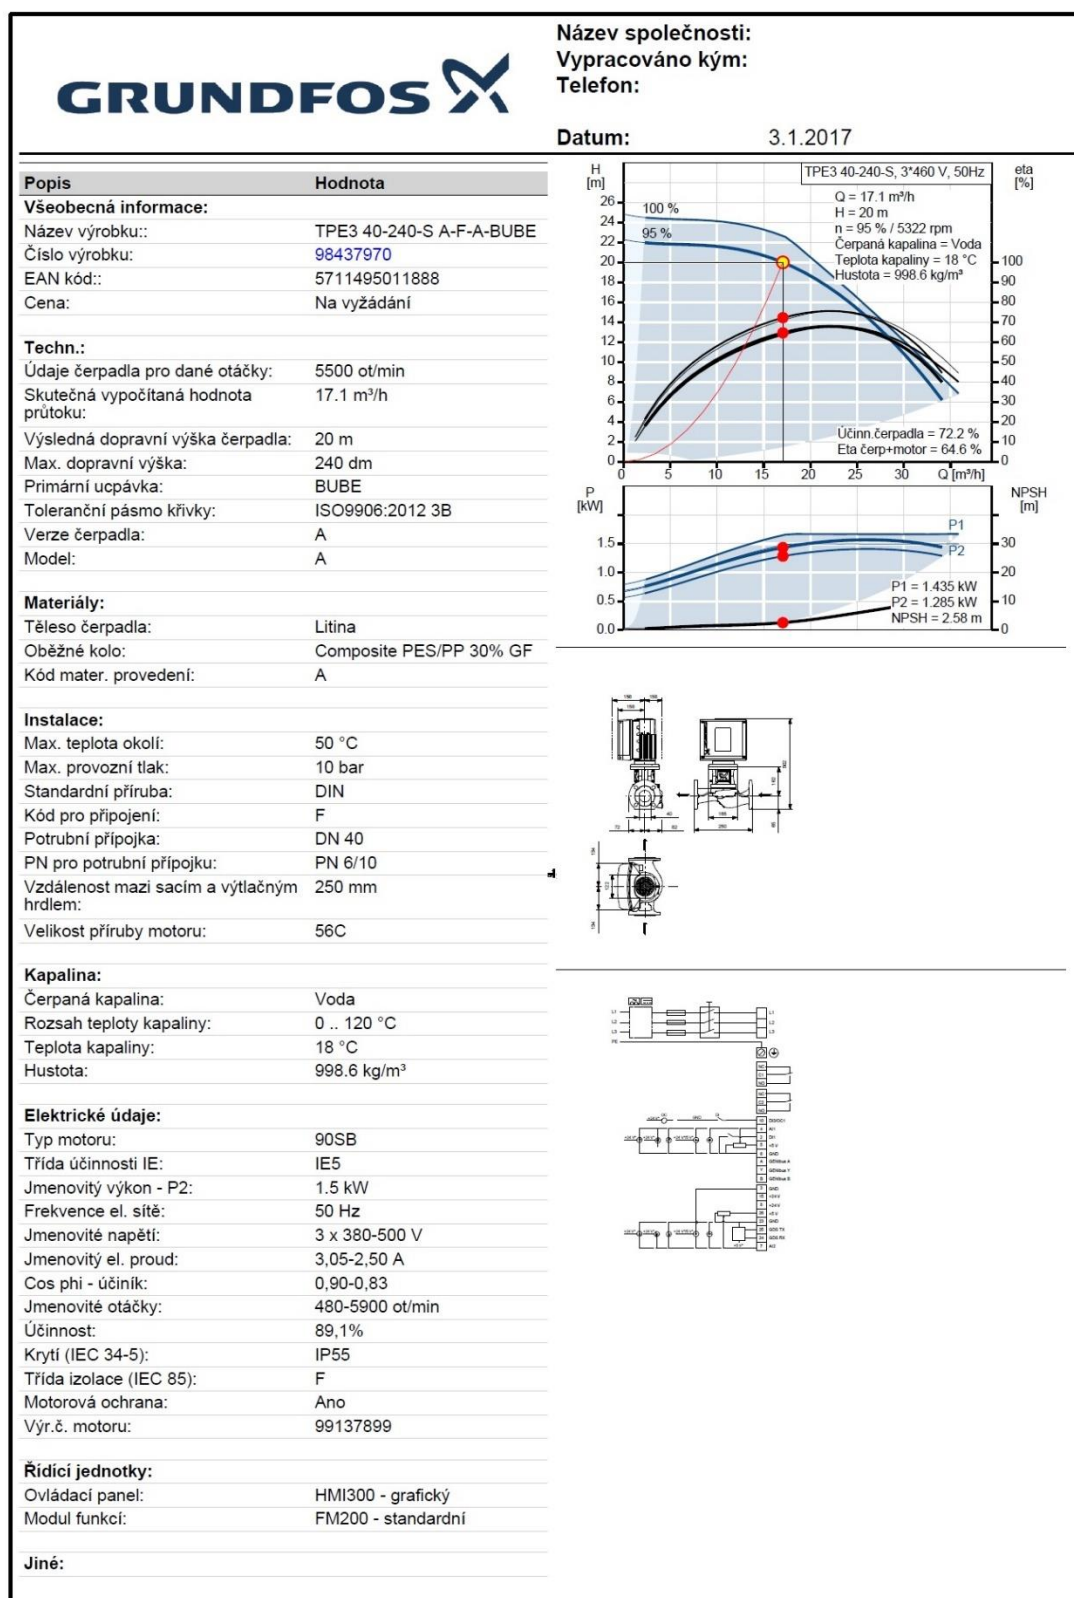 GRUNDFOS
Název společnosti:
Vypracováno kým:
Telefon:
Datum: 3.1.2017
Popis Hodnota
Všeobecná informace:
Název výrobku:: TPE3 40-240-S A-F-A-BUBE
Číslo výrobku: 98437970
EAN kód:: 5711495011888
Cena: Na vyžádání
Techn.:
Údaje čerpadla pro dané otáčky: 5500 ot/min
Skutečná vypočítaná hodnota 17.1 m³/h
průtoku:
Výsledná dopravní výška čerpadla: 20 m
Max. dopravní výška: 240 dm
Primární ucpávka: BUBE
Toleranční pásmo křivky: ISO9906:2012 3B
Verze čerpadla: A
Model: A
Materiály:
Těleso čerpadla: Litina
Oběžné kolo: Composite PES/PP 30% GF
Kód mater. provedení: A
Instalace:
Max. teplota okolí: 50 °C
Max. provozní tlak: 10 bar
Standardní příruba: DIN
Kód pro připojení: F
Potrubní přípojka: DN 40
PN pro potrubní přípojku: PN 6/10
Vzdálenost mazi sacím a výtlačným 250 mm
hrdlem:
Velikost příruby motoru: 56C
Kapalina:
Čerpaná kapalina: Voda
Rozsah teploty kapaliny: 0 .. 120 °C
Teplota kapaliny: 18 °C
Hustota: 998.6 kg/m³
Elektrické údaje:
Typ motoru: 90SB
Třída účinnosti IE: IE5
Jmenovitý výkon - P2: 1.5 kW
Frekvence el. sítě: 50 Hz
Jmenovité napětí: 3 x 380-500 V
Jmenovitý el. proud: 3,05-2,50 A
Cos phi - účiník: 0,90-0,83
Jmenovité otáčky: 480-5900 ot/min
Účinnost: 89,1%
Krytí (IEC 34-5): IP55
Třída izolace (IEC 85): F
Motorová ochrana: Ano
Výr.č. motoru: 99137899
Řídící jednotky:
Ovládací panel: HMI300 - grafický
Modul funkcí: FM200 - standardní
Jiné:
H
[m]
TPE3 40-240-S, 3*460 V, 50Hz
eta
[%]
Q = 17.1 m³/h
H = 20 m
n = 95 % / 5322 rpm
Čerpaná kapalina = Voda
Teplota kapaliny = 18 °C
Hustota = 998.6 kg/m³
100 %
95 %
26
24
22
20 100
18 90
16 80
14 70
12 60
10 50
8 40
6 30
4 20
2 10
0 0
Účinn.čerpadla = 72.2 %
Eta čerp+motor = 64.6 %
0 5 10 15 20 25 30 Q [m³/h]
P
[kW]
NPSH
[m]
P1
P2
1.5 30
1.0 20
0.5 10
0.0 0
P1 = 1.435 kW
P2 = 1.285 kW
NPSH = 2.58 m
L1 L1
L2 L2
L3 L3
PE